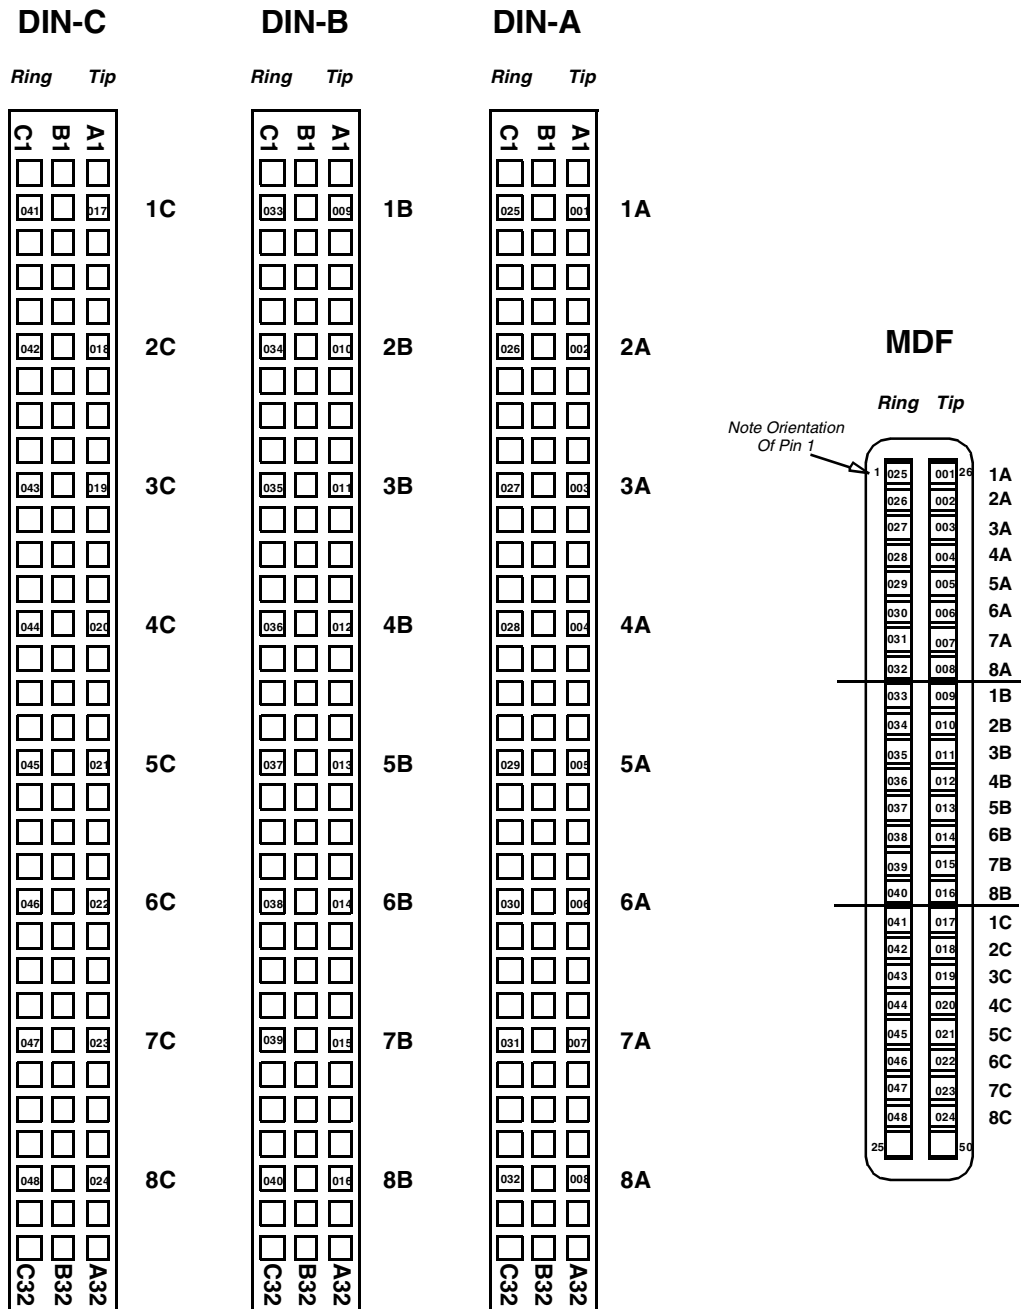 DIN-C DIN-B DIN-A
Ring Tip Ring Tip Ring Tip
C1 B1 A1 C1 B1 A1 C1 B1 A1
041 017 1C 033 009 1B 025 001 1A
042 018 2C 034 010 2B 026 002 2A
043 019 3C 035 011 3B 027 003 3A
044 020 4C 036 012 4B 028 004 4A
045 021 5C 037 013 5B 029 005 5A
046 022 6C 038 014 6B 030 006 6A
047 023 7C 039 015 7B 031 007 7A
048 024 8C 040 016 8B 032 008 8A
C32 B32 A32 C32 B32 A32 C32 B32 A32
MDF
Ring Tip
Note Orientation
Of Pin 1
1 025 001 26 1A
026 002 2A
027 003 3A
028 004 4A
029 005 5A
030 006 6A
031 007 7A
032 008 8A
033 009 1B
034 010 2B
035 011 3B
036 012 4B
037 013 5B
038 014 6B
039 015 7B
040 016 8B
041 017 1C
042 018 2C
043 019 3C
044 020 4C
045 021 5C
046 022 6C
047 023 7C
048 024 8C
25 50